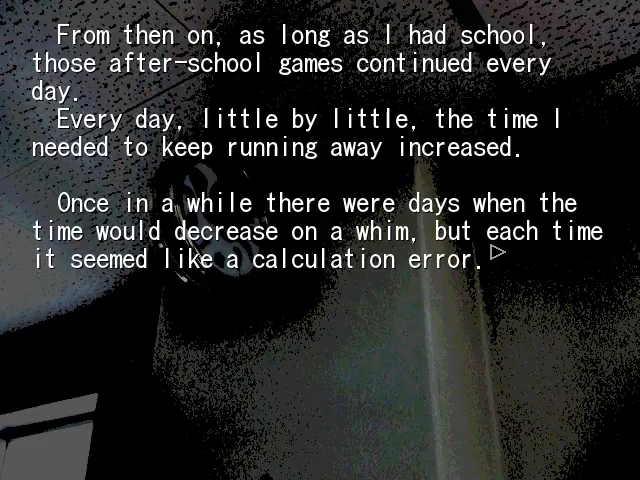 From then on, as long as I had school,
those after-school games continued every
day.
Every day, little by little, the time I
needed to keep running away increased.
Once in a while there were days when the
time would decrease on a whim, but each time
it seemed like a calculation error.